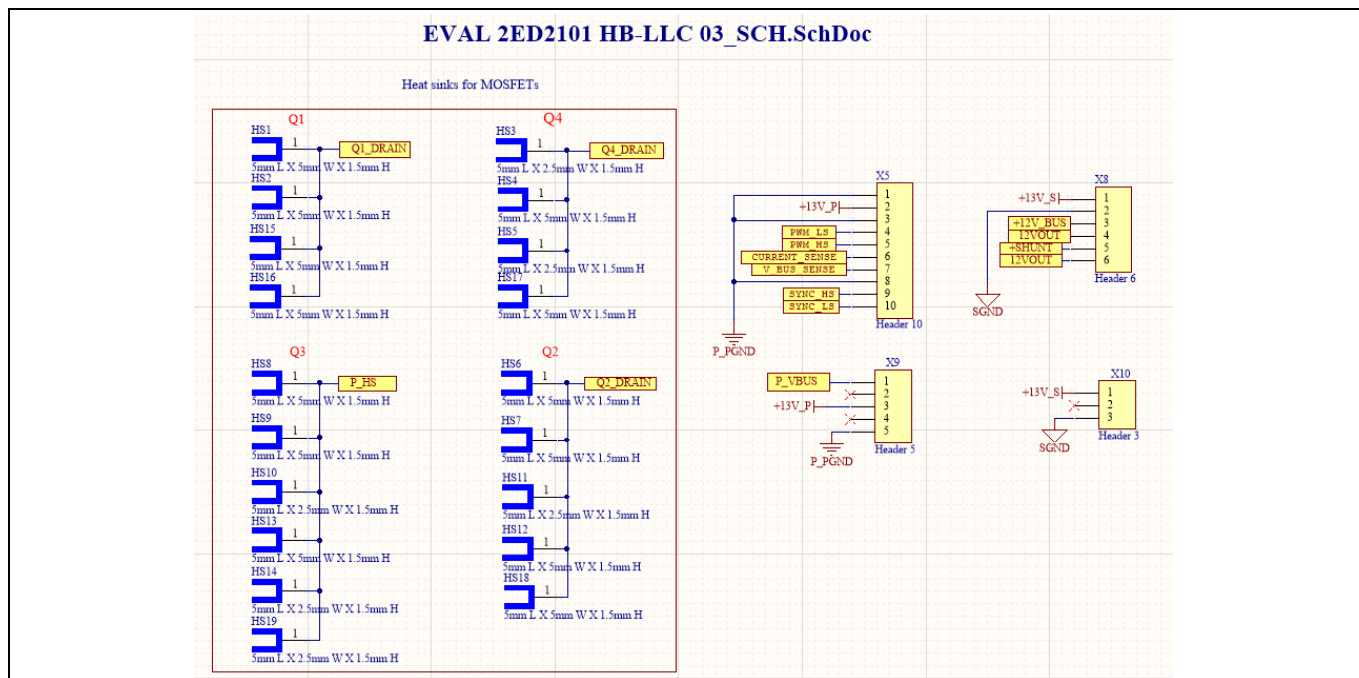 EVAL 2ED2101 HB-LLC 03_SCH.SchDoc
Heat sinks for MOSFETs
Q1
HS1
1
Q1_DRAIN
5mm L X 5mm W X 1.5mm H
HS2
1
5mm L X 5mm W X 1.5mm H
HS15
1
5mm L X 5mm W X 1.5mm H
HS16
1
5mm L X 5mm W X 1.5mm H
Q4
HS3
1
Q4_DRAIN
5mm L X 2.5mm W X 1.5mm H
HS4
1
5mm L X 5mm W X 1.5mm H
HS5
1
5mm L X 2.5mm W X 1.5mm H
HS17
1
5mm L X 5mm W X 1.5mm H
Q3
HS8
1
P_HS
5mm L X 5mm W X 1.5mm H
HS9
1
5mm L X 5mm W X 1.5mm H
HS10
1
5mm L X 2.5mm W X 1.5mm H
HS13
1
5mm L X 5mm W X 1.5mm H
HS14
1
5mm L X 2.5mm W X 1.5mm H
HS19
1
5mm L X 2.5mm W X 1.5mm H
Q2
HS6
1
Q2_DRAIN
5mm L X 5mm W X 1.5mm H
HS7
1
5mm L X 5mm W X 1.5mm H
HS11
1
5mm L X 2.5mm W X 1.5mm H
HS12
1
5mm L X 5mm W X 1.5mm H
HS18
1
5mm L X 5mm W X 1.5mm H
X5
1
+13V_P 2
3
PWM_LS 4
PWM_HS 5
CURRENT_SENSE 6
V_BUS_SENSE 7
8
SYNC_HS 9
SYNC_LS 10
Header 10
P_PGND
X8
+13V_S 1
2
+12V_BUS 3
12VOUT 4
+SHUNT 5
12VOUT 6
Header 6
SGND
X9
P_VBUS 1
2
+13V_P 3
4
5
Header 5
P_PGND
X10
+13V_S 1
2
3
Header 3
SGND